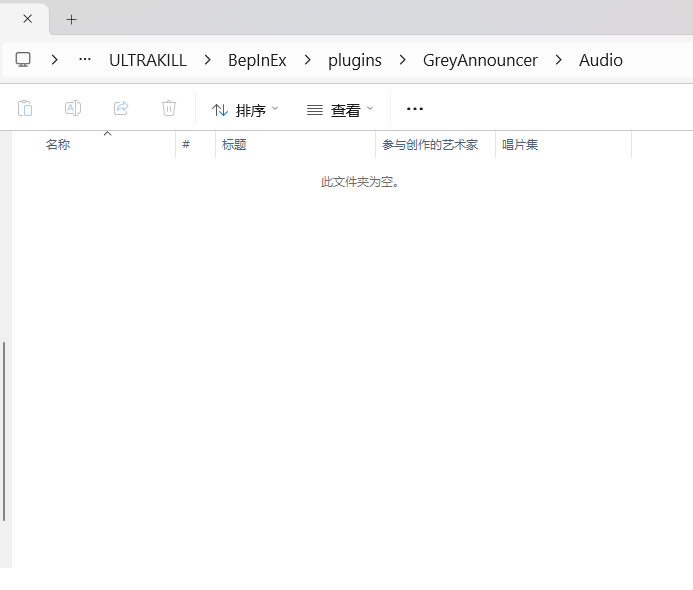 ULTRAKILL BepInEx plugins GreyAnnouncer Audio
排序 查看
名称 # 标题 参与创作的艺术家 唱片集
此文件夹为空。